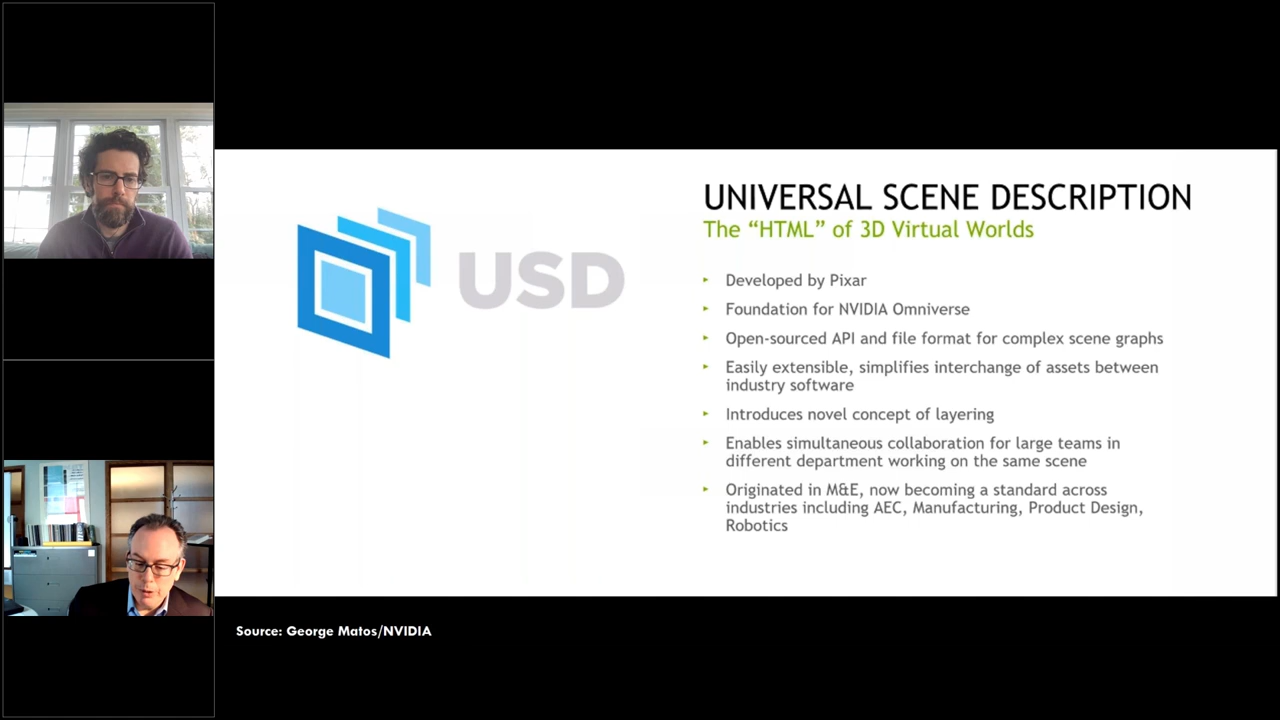 USD
UNIVERSAL SCENE DESCRIPTION
The “HTML” of 3D Virtual Worlds
Developed by Pixar
Foundation for NVIDIA Omniverse
Open-sourced API and file format for complex scene graphs
Easily extensible, simplifies interchange of assets between
industry software
Introduces novel concept of layering
Enables simultaneous collaboration for large teams in
different department working on the same scene
Originated in M&E, now becoming a standard across
industries including AEC, Manufacturing, Product Design,
Robotics
Source: George Matos/NVIDIA